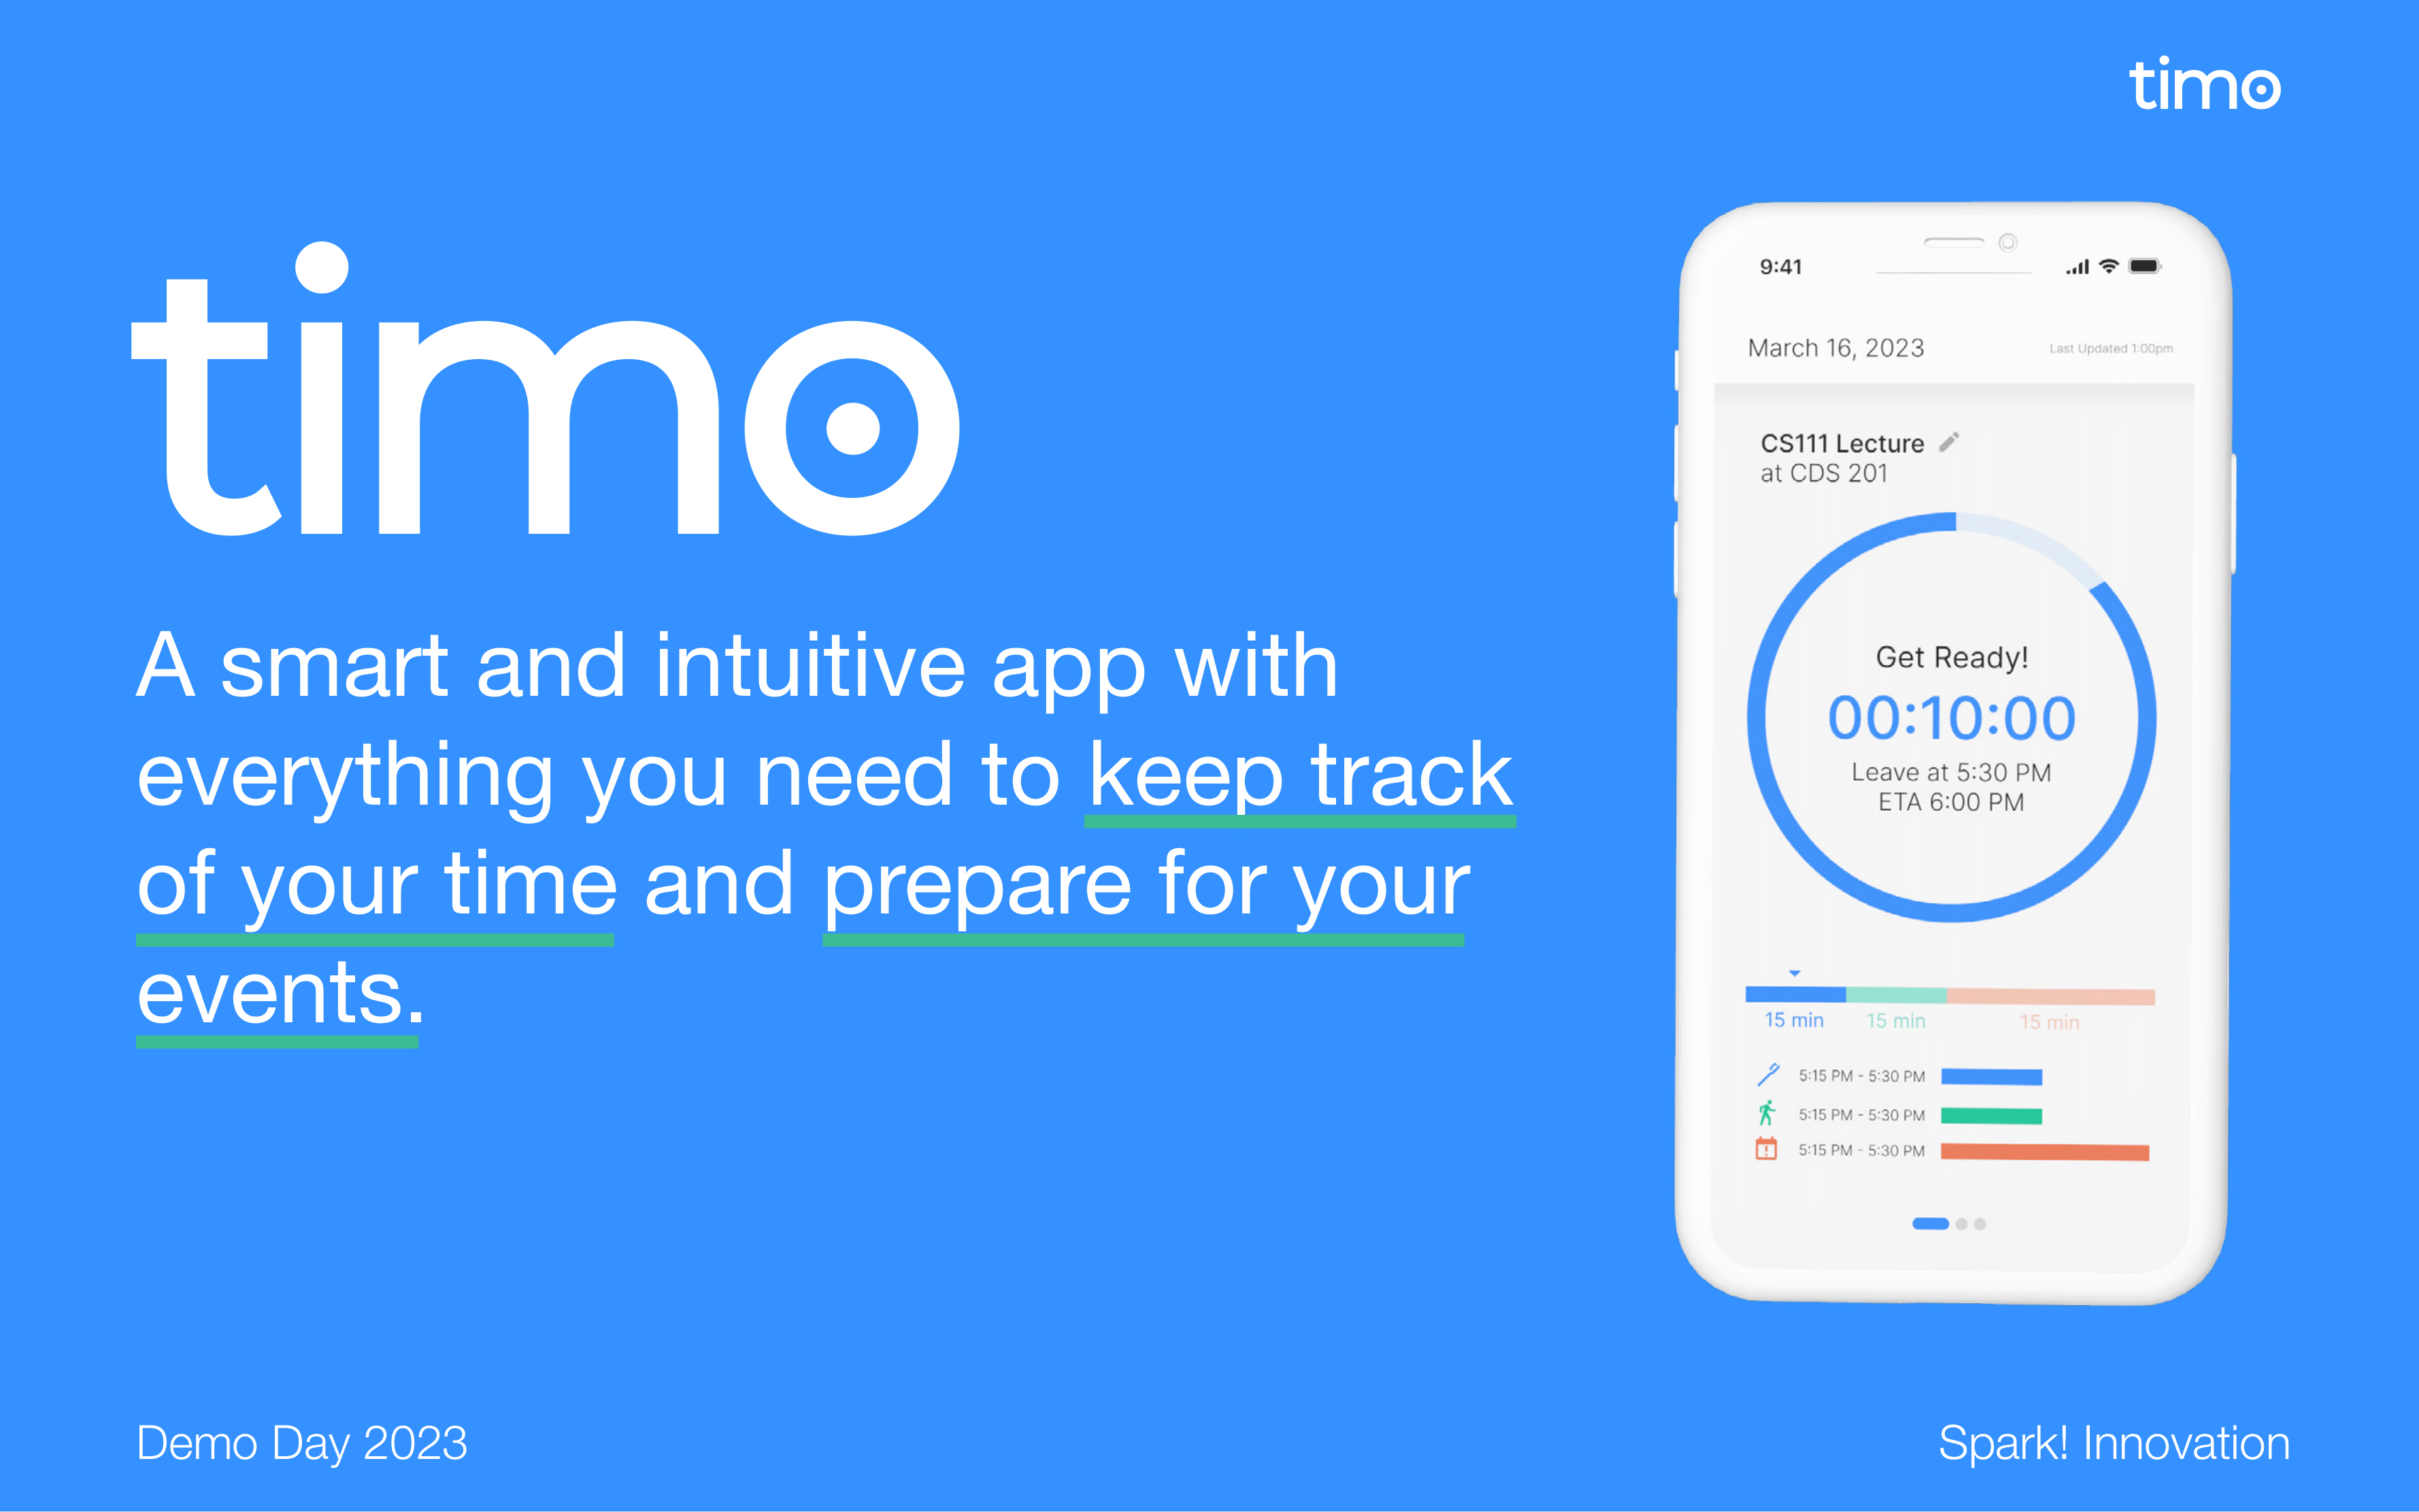 timo
timo
A smart and intuitive app with
everything you need to keep track
of your time and prepare for your
events.
9:41
March 16, 2023
Last Updated 1:00pm
CS111 Lecture
at CDS 201
Get Ready!
00:10:00
Leave at 5:30 PM
ETA 6:00 PM
15 min
15 min
15 min
5:15 PM - 5:30 PM
5:15 PM - 5:30 PM
5:15 PM - 5:30 PM
Demo Day 2023
Spark! Innovation